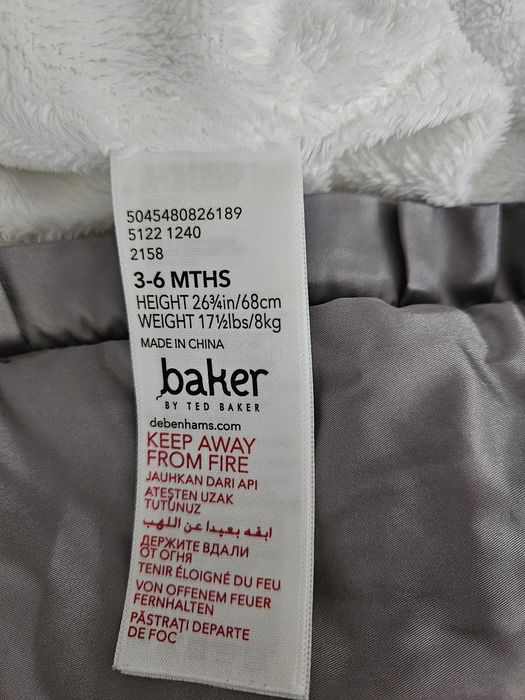 5045480826189
5122 1240
2158
3-6 MTHS
HEIGHT 26¾in/68cm
WEIGHT 17½lbs/8kg
MADE IN CHINA
baker
BY TED BAKER
debenhams.com
KEEP AWAY
FROM FIRE
JAUHKAN DARI API
ATEŞTEN UZAK
TUTUNUZ
ابقه بعيدا عن اللهب
ДЕРЖИТЕ ВДАЛИ
ОТ ОГНЯ
TENIR ÉLOIGNÉ DU FEU
VON OFFENEM FEUER
FERNHALTEN
PĂSTRAȚI DEPARTE
DE FOC